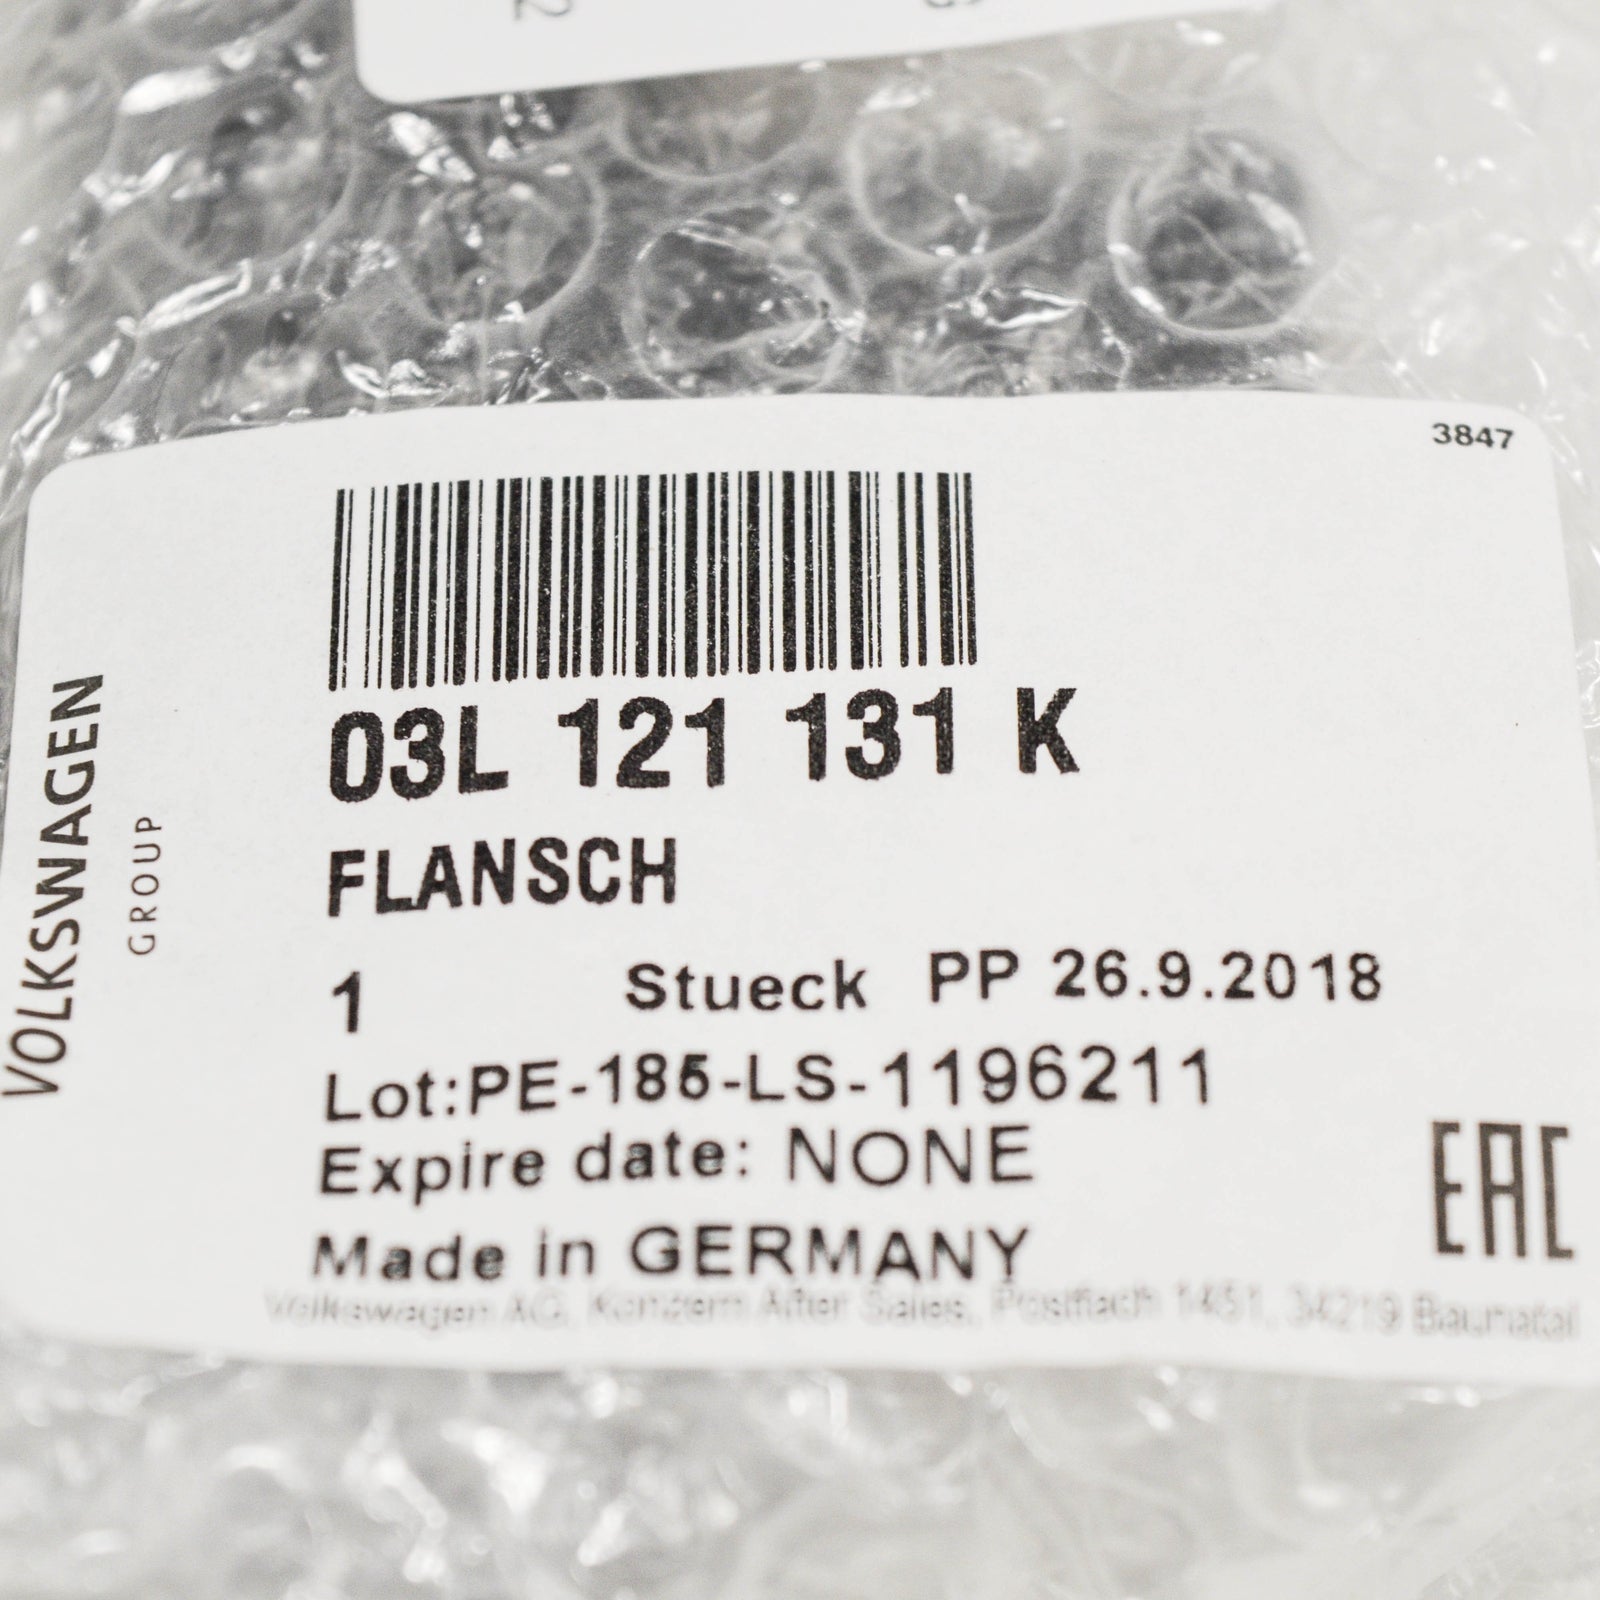 3847
03L 121 131 K
FLANSCH
1 Stueck PP 26.9.2018
Lot:PE-185-LS-1196211
Expire date: NONE
Made in GERMANY
Volkswagen AG, Konzern After Sales, Postfach 1451, 34219 Baunatal
VOLKSWAGEN
GROUP
EAC